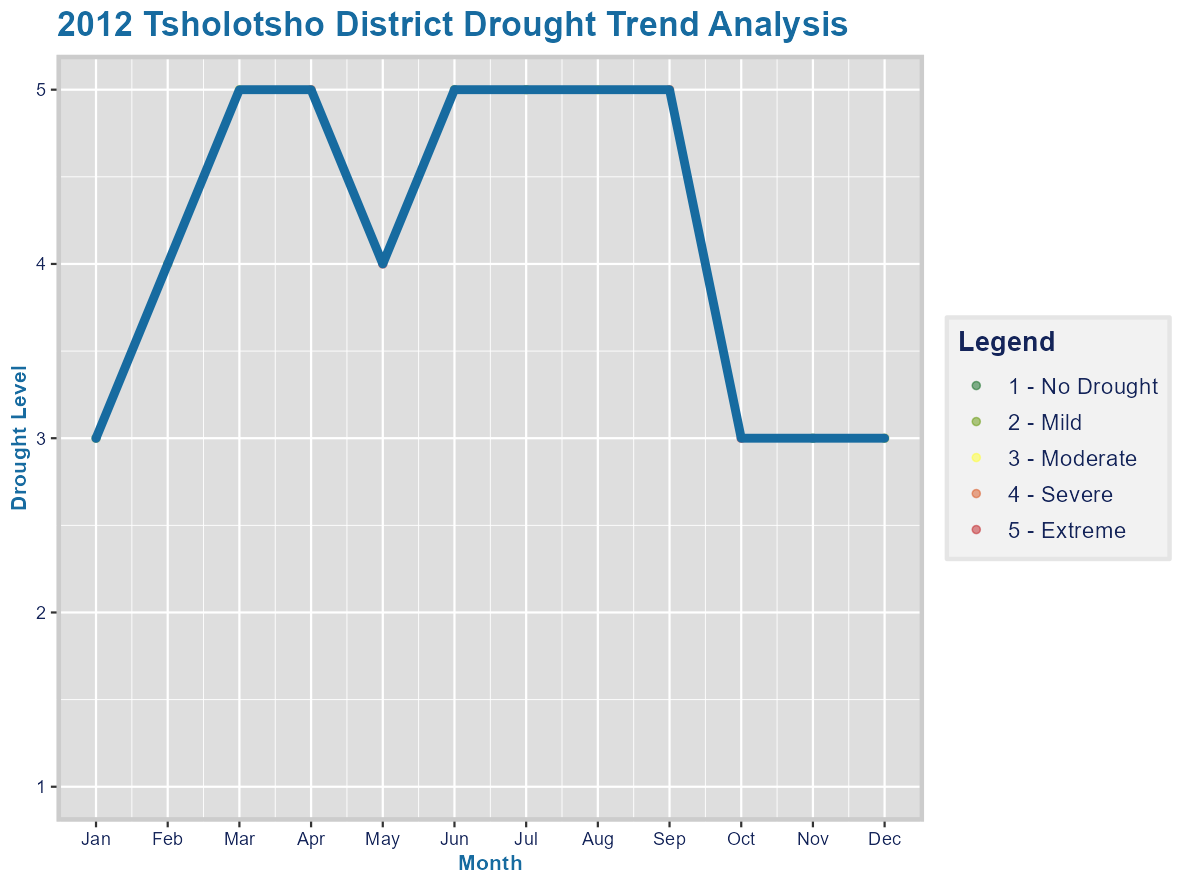 2012 Tsholotsho District Drought Trend Analysis
Drought Level
5
4
3
2
1
Jan Feb Mar Apr May Jun Jul Aug Sep Oct Nov Dec
Month
Legend
1 - No Drought
2 - Mild
3 - Moderate
4 - Severe
5 - Extreme